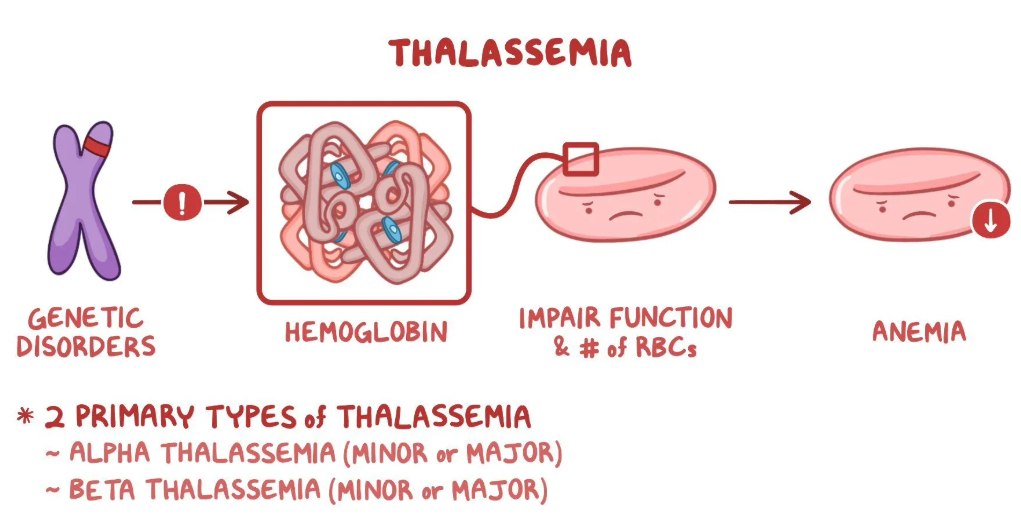 THALASSEMIA
!
GENETIC
DISORDERS
HEMOGLOBIN
IMPAIR FUNCTION
& # of RBCs
ANEMIA
* 2 PRIMARY TYPES of THALASSEMIA
~ ALPHA THALASSEMIA (MINOR or MAJOR)
~ BETA THALASSEMIA (MINOR or MAJOR)